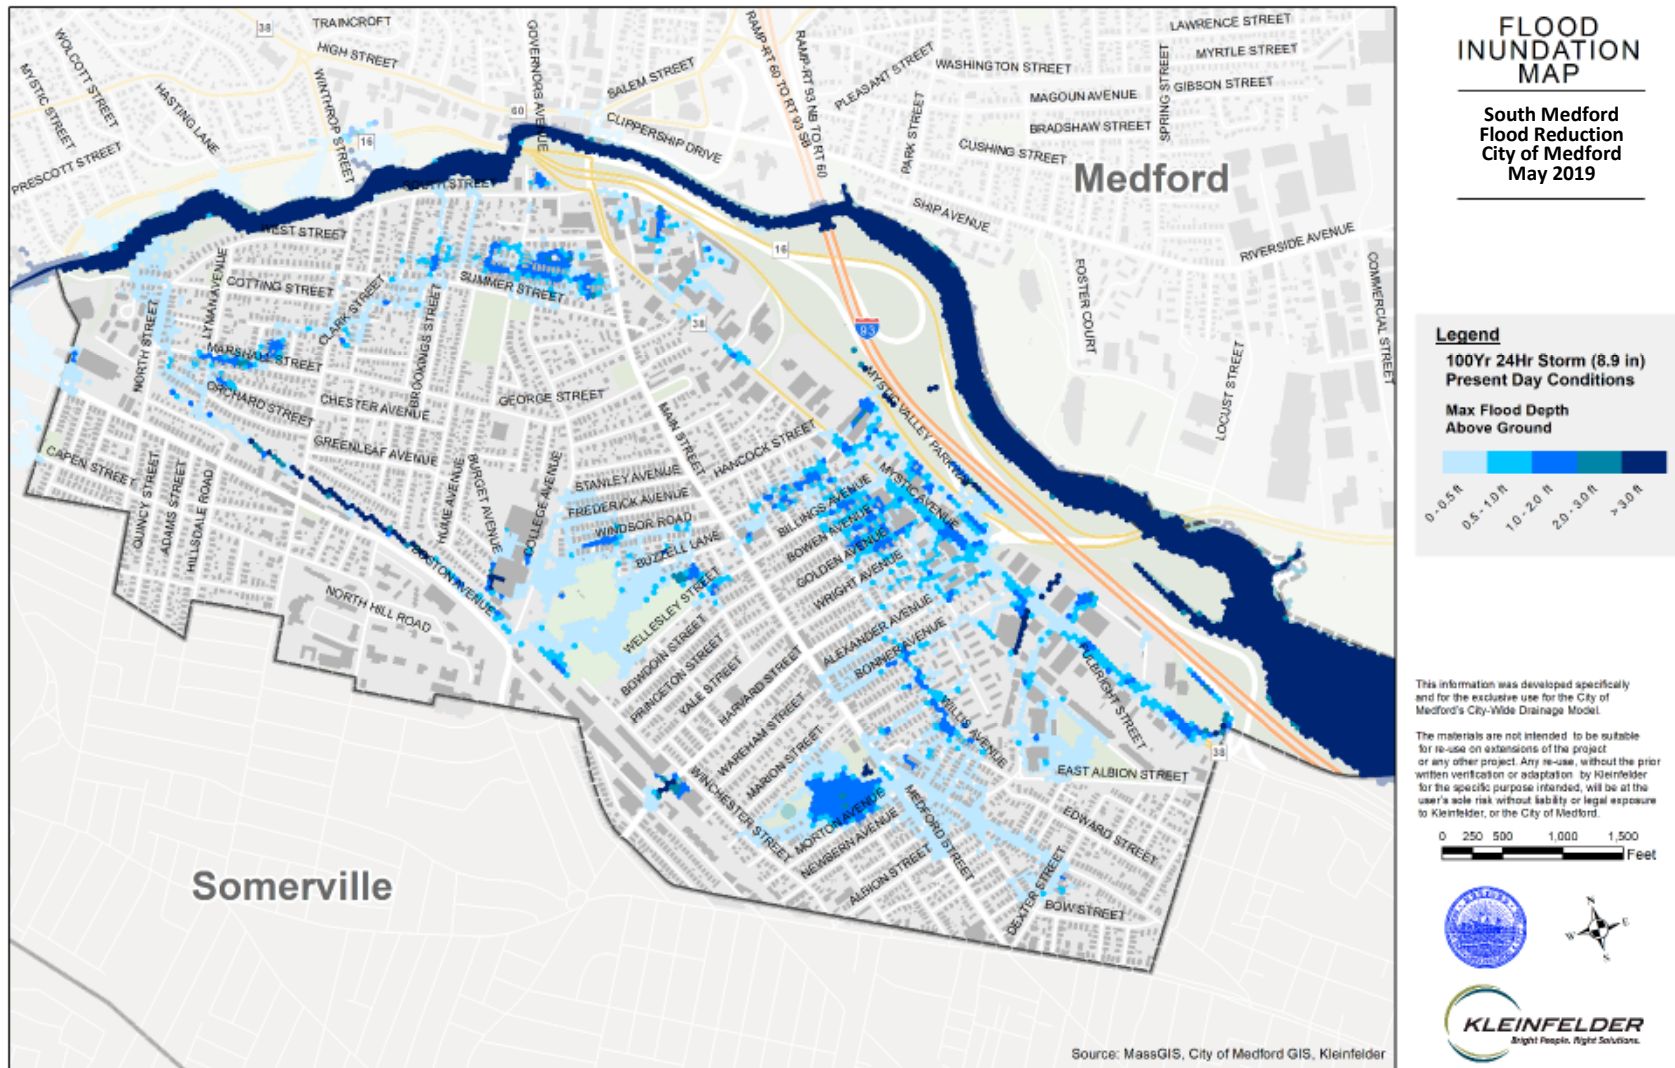 TRAINCROFT
38
HIGH STREET
WOLCOTT STREET
MYSTIC STREET
HASTING LANE
WINTHROP STREET
PRESCOTT STREET
16
60
GOVERNORS AVENUE
SALEM STREET
CLIPPERSHIP DRIVE
RAMP-RT 60 TO RT 93 SB
RAMP-RT 93 NB TO RT 60
PLEASANT STREET
WASHINGTON STREET
LAWRENCE STREET
MYRTLE STREET
GIBSON STREET
SPRING STREET
MAGOUN AVENUE
BRADSHAW STREET
PARK STREET
CUSHING STREET
Medford
SHIP AVENUE
RIVERSIDE AVENUE
COMMERCIAL STREET
FOSTER COURT
LOCUST STREET
SOUTH STREET
WEST STREET
LYMAN AVENUE
COTTING STREET
CLARK STREET
SUMMER STREET
NORTH STREET
MARSHALL STREET
BROOKINGS STREET
ORCHARD STREET
CHESTER AVENUE
GEORGE STREET
GREENLEAF AVENUE
CAPEN STREET
QUINCY STREET
ADAMS STREET
HILLSDALE ROAD
HUME AVENUE
BURGET AVENUE
COLLEGE AVENUE
BOSTON AVENUE
NORTH HILL ROAD
16
38
93
MYSTIC VALLEY PARKWAY
MAIN STREET
HANCOCK STREET
STANLEY AVENUE
FREDERICK AVENUE
WINDSOR ROAD
BUZZELL LANE
MYSTIC AVENUE
BILLINGS AVENUE
BOWEN AVENUE
GOLDEN AVENUE
WRIGHT AVENUE
WELLESLEY STREET
BOWDOIN STREET
PRINCETON STREET
YALE STREET
HARVARD STREET
WAREHAM STREET
MARION STREET
WINCHESTER STREET
ALEXANDER AVENUE
BONNER AVENUE
WILLIS AVENUE
FULBRIGHT STREET
38
EAST ALBION STREET
MORTON AVENUE
NEWBERN AVENUE
ALBION STREET
MEDFORD STREET
EDWARD STREET
DEXTER STREET
BOW STREET
Somerville
Source: MassGIS, City of Medford GIS, Kleinfelder
FLOOD
INUNDATION
MAP
South Medford
Flood Reduction
City of Medford
May 2019
Legend
100Yr 24Hr Storm (8.9 in)
Present Day Conditions
Max Flood Depth
Above Ground
0 - 0.5 ft
0.5 - 1.0 ft
1.0 - 2.0 ft
2.0 - 3.0 ft
> 3.0 ft
This information was developed specifically
and for the exclusive use for the City of
Medford's City-Wide Drainage Model.
The materials are not intended to be suitable
for re-use on extensions of the project
or any other project. Any re-use, without the prior
written verification or adaptation by Kleinfelder
for the specific purpose intended, will be at the
user's sole risk without liability or legal exposure
to Kleinfelder, or the City of Medford.
0 250 500 1,000 1,500
Feet
N
W E
S
KLEINFELDER
Bright People. Right Solutions.